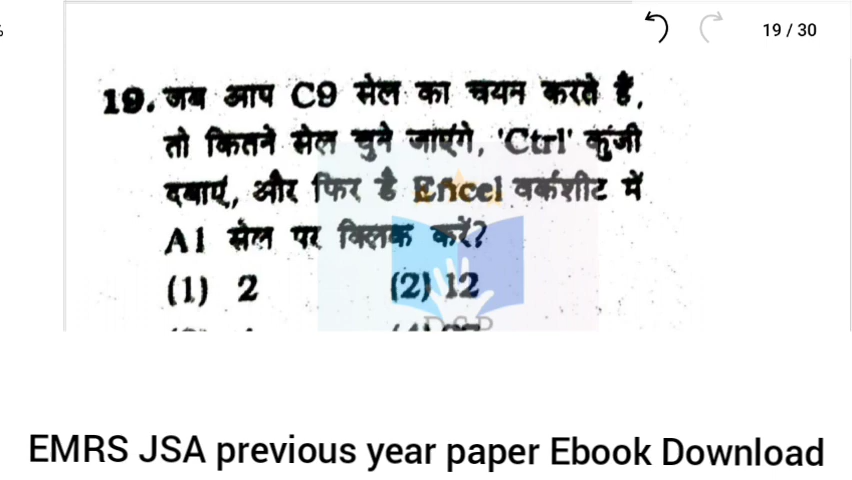 19 / 30
19. जब आप C9 सेल का चयन करते हैं,
तो कितने सेल चुने जाएंगे, 'Ctrl' कुंजी
दबाएं, और फिर है Excel वर्कशीट में
A1 सेल पर क्लिक करें?
(1) 2 (2) 12
DSP
EMRS JSA previous year paper Ebook Download